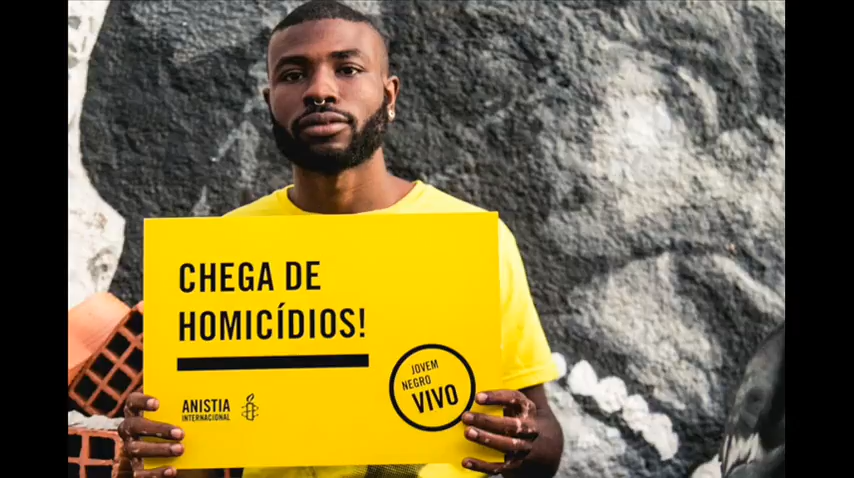 CHEGA DE
HOMICÍDIOS!
ANISTIA
INTERNACIONAL
JOVEM
NEGRO
VIVO